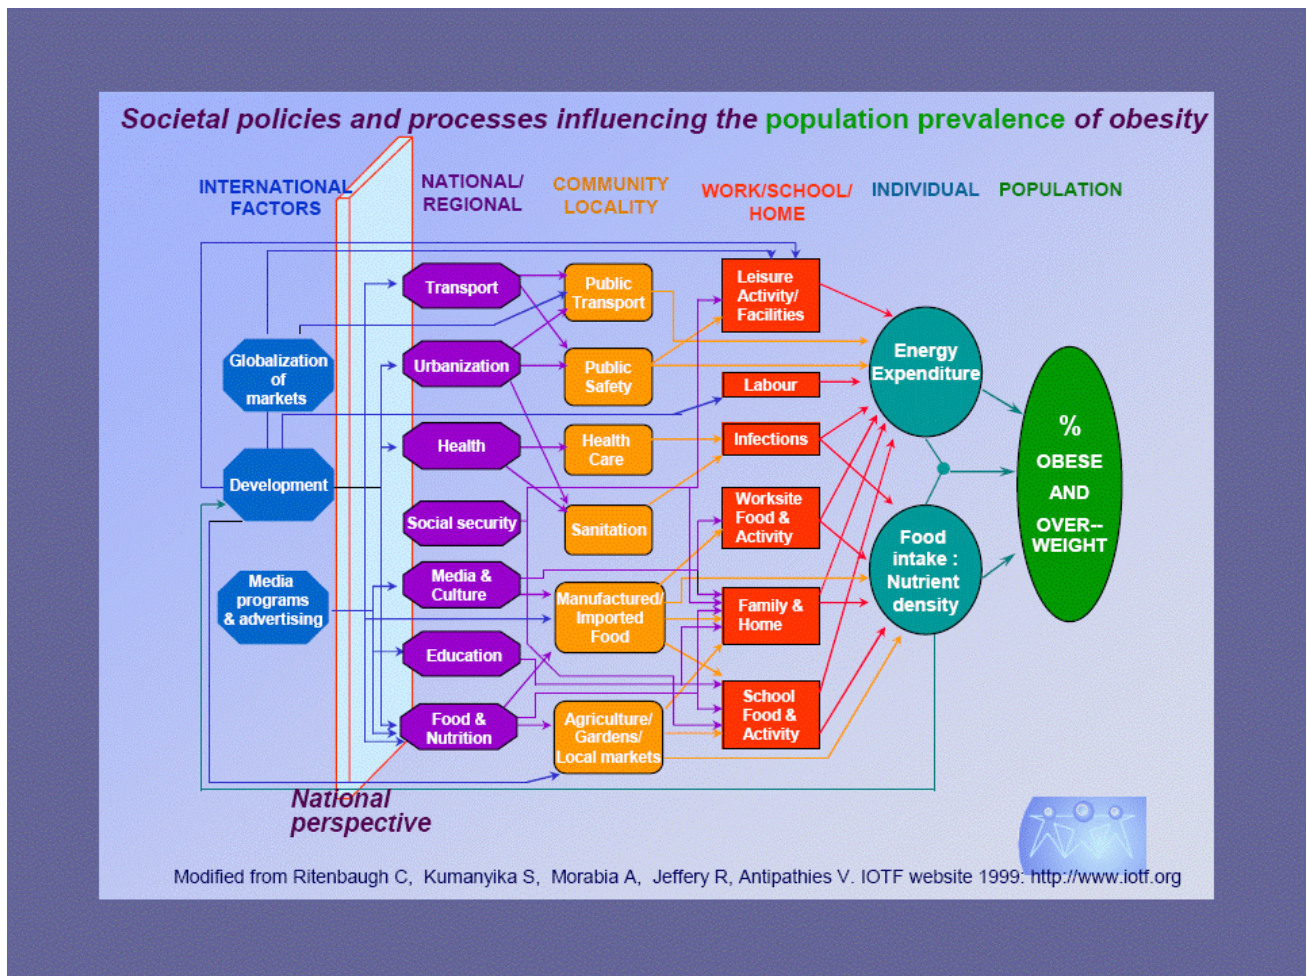 Societal policies and processes influencing the population prevalence of obesity
INTERNATIONAL
FACTORS
NATIONAL/
REGIONAL
COMMUNITY
LOCALITY
WORK/SCHOOL/
HOME
INDIVIDUAL
POPULATION
Globalization
of
markets
Development
Media
programs
& advertising
Transport
Urbanization
Health
Social security
Media &
Culture
Education
Food &
Nutrition
Public
Transport
Public
Safety
Health
Care
Sanitation
Manufactured/
Imported
Food
Agriculture/
Gardens/
Local markets
Leisure
Activity/
Facilities
Labour
Infections
Worksite
Food &
Activity
Family &
Home
School
Food &
Activity
Energy
Expenditure
Food
intake :
Nutrient
density
%
OBESE
AND
OVER--
WEIGHT
National
perspective
Modified from Ritenbaugh C, Kumanyika S, Morabia A, Jeffery R, Antipathies V. IOTF website 1999: http://www.iotf.org